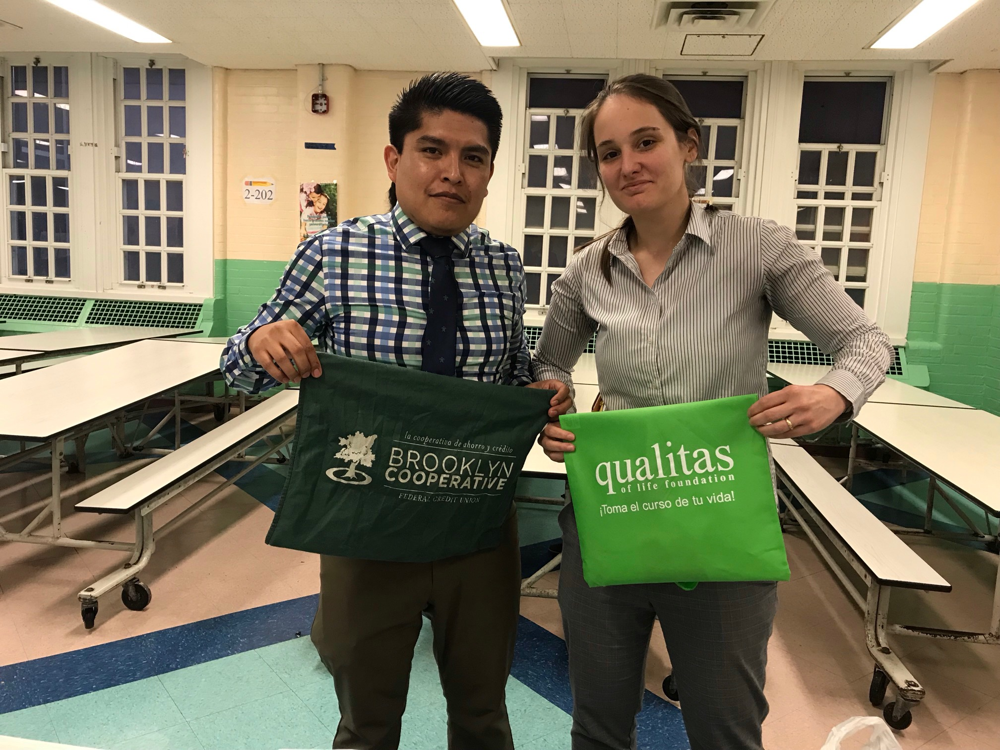 2-202
la cooperativa de ahorro y crédito
BROOKLYN
COOPERATIVE
FEDERAL CREDIT UNION
qualitas
of life foundation
¡Toma el curso de tu vida!